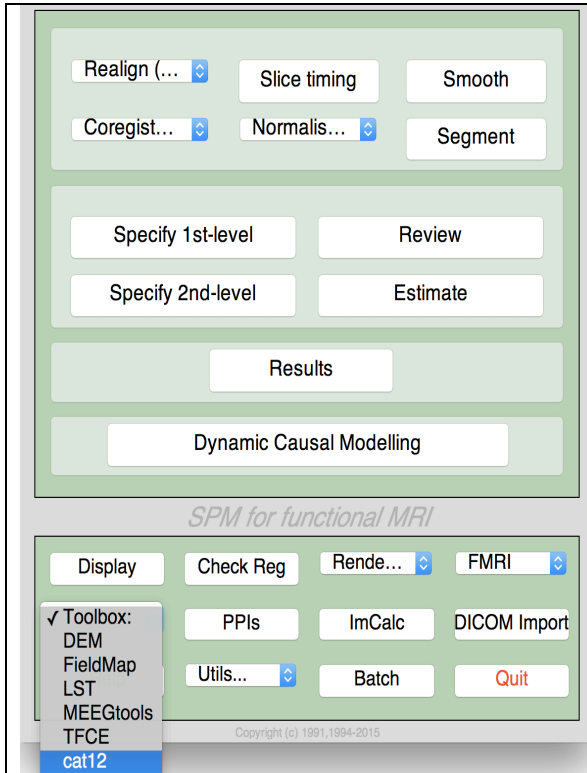 Realign (... Slice timing Smooth
Coregist... Normalis... Segment
Specify 1st-level Review
Specify 2nd-level Estimate
Results
Dynamic Causal Modelling
SPM for functional MRI
Display Check Reg Rende... FMRI
✓ Toolbox: PPIs ImCalc DICOM Import
DEM
FieldMap
LST Utils... Batch Quit
MEEGtools
TFCE Copyright (c) 1991,1994-2015
cat12